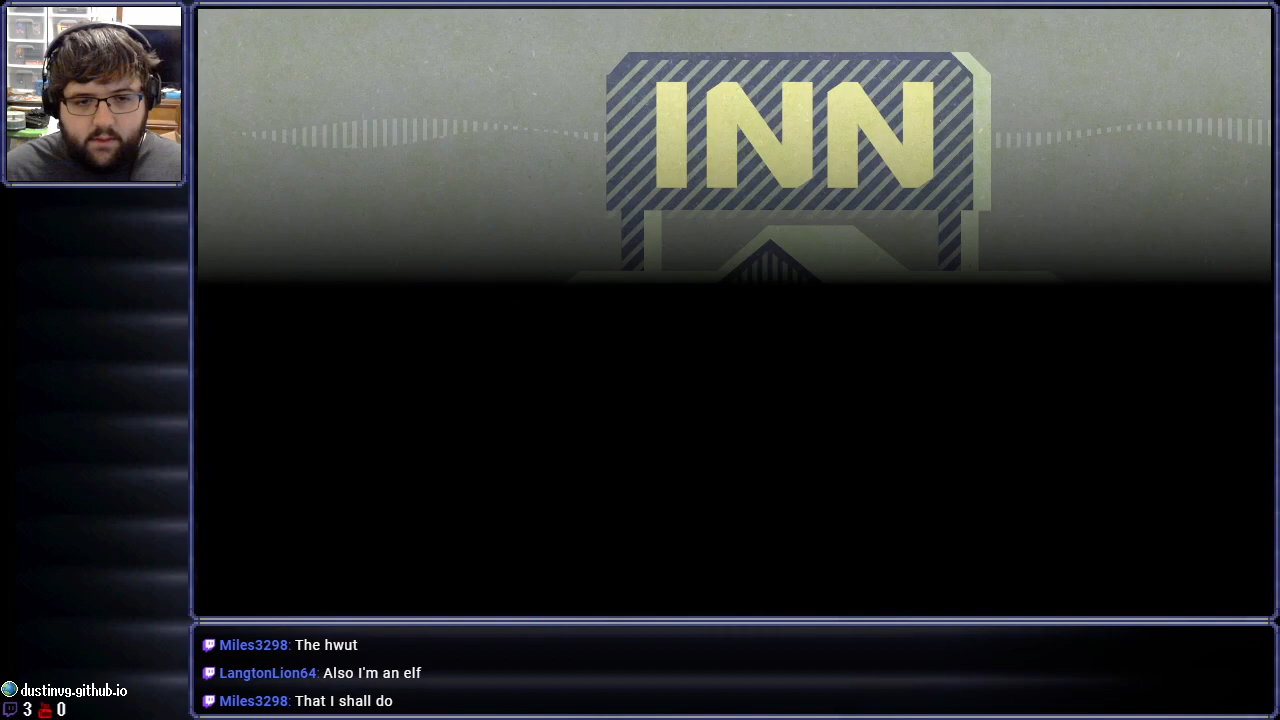 INN
Miles3298: The hwut
LangtonLion64: Also I'm an elf
Miles3298: That I shall do
dustinvg.github.io
3 0